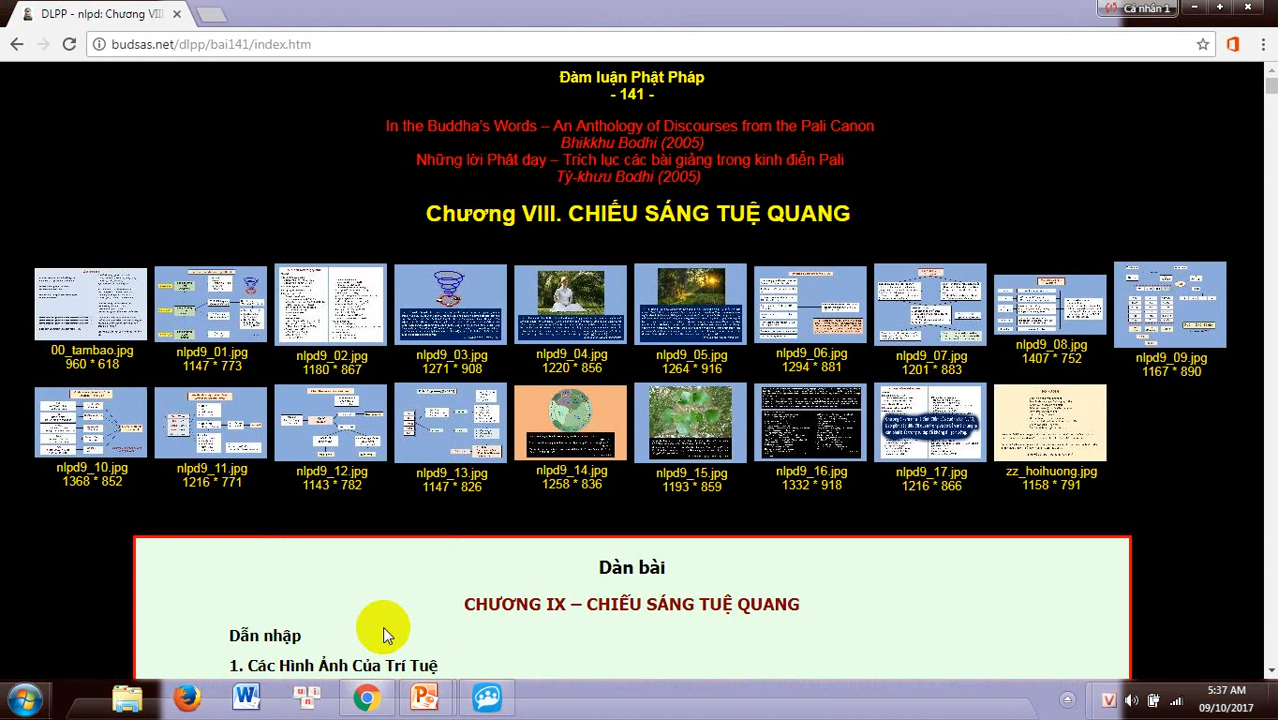 DLPP - nlpd: Chương VIII
Cá nhân 1
budsas.net/dlpp/bai141/index.htm
Đàm luận Phật Pháp
- 141 -
In the Buddha's Words – An Anthology of Discourses from the Pali Canon
Bhikkhu Bodhi (2005)
Những lời Phật dạy – Trích lục các bài giảng trong kinh điển Pali
Tỳ-khưu Bodhi (2005)
Chương VIII. CHIẾU SÁNG TUỆ QUANG
00_tambao.jpg
960 * 618
nlpd9_01.jpg
1147 * 773
nlpd9_02.jpg
1180 * 867
nlpd9_03.jpg
1271 * 908
nlpd9_04.jpg
1220 * 856
nlpd9_05.jpg
1264 * 916
nlpd9_06.jpg
1294 * 881
nlpd9_07.jpg
1201 * 883
nlpd9_08.jpg
1407 * 752
nlpd9_09.jpg
1167 * 890
nlpd9_10.jpg
1368 * 852
nlpd9_11.jpg
1216 * 771
nlpd9_12.jpg
1143 * 782
nlpd9_13.jpg
1147 * 826
nlpd9_14.jpg
1258 * 836
nlpd9_15.jpg
1193 * 859
nlpd9_16.jpg
1332 * 918
nlpd9_17.jpg
1216 * 866
zz_hoihuong.jpg
1158 * 791
Dàn bài
CHƯƠNG IX – CHIẾU SÁNG TUỆ QUANG
Dẫn nhập
1. Các Hình Ảnh Của Trí Tuệ
5:37 AM
09/10/2017